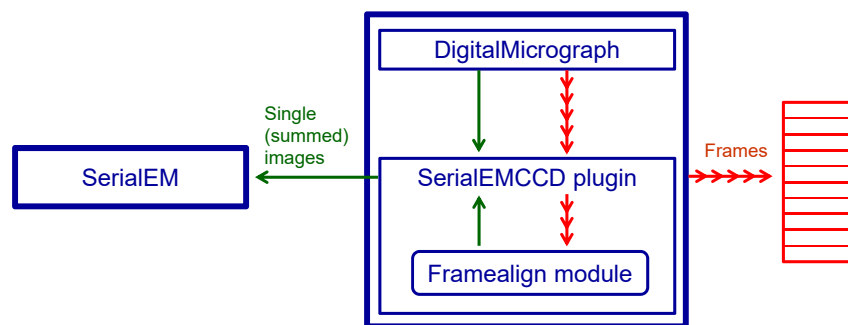 DigitalMicrograph
Single
(summed)
images
Frames
SerialEM
SerialEMCCD plugin
Framealign module